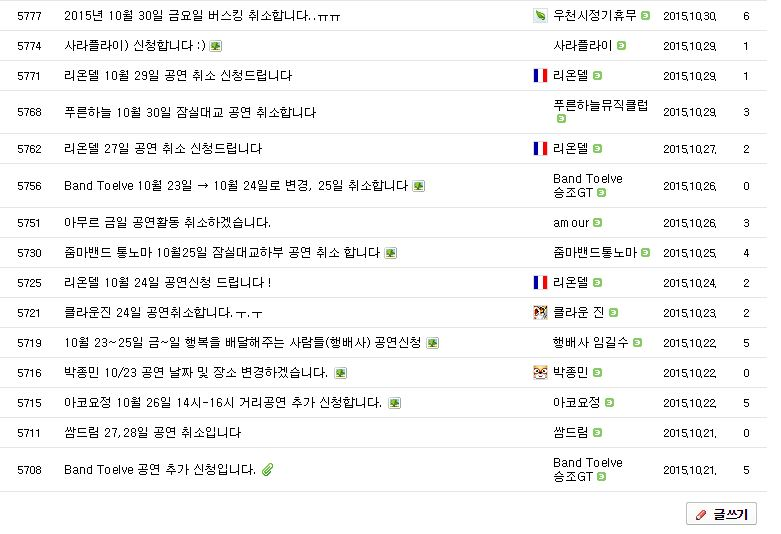 5777 2015년 10월 30일 금요일 버스킹 취소합니다..ㅠㅠ 우천시정기휴무 2015.10.30. 6
5774 사라플라이) 신청합니다 :) 사라플라이 2015.10.29. 1
5771 리온델 10월 29일 공연 취소 신청드립니다 리온델 2015.10.29. 1
5768 푸른하늘 10월 30일 잠실대교 공연 취소합니다 푸른하늘뮤직클럽 2015.10.29. 3
5762 리온델 27일 공연 취소 신청드립니다 리온델 2015.10.27. 2
5756 Band Toelve 10월 23일 → 10월 24일로 변경, 25일 취소합니다 Band Toelve 2015.10.26. 0
승조GT
5751 아무르 금일 공연활동 취소하겠습니다. amour 2015.10.26. 3
5730 줌마밴드 통노마 10월25일 잠실대교하부 공연 취소 합니다 줌마밴드통노마 2015.10.25. 4
5725 리온델 10월 24일 공연신청 드립니다 ! 리온델 2015.10.24. 2
5721 클라운진 24일 공연취소합니다.ㅜ.ㅜ 클라운 진 2015.10.23. 2
5719 10월 23~25일 금~일 행복을 배달해주는 사람들(행배사) 공연신청 행배사 임길수 2015.10.22. 5
5716 박종민 10/23 공연 날짜 및 장소 변경하겠습니다. 박종민 2015.10.22. 0
5715 아코요정 10월 26일 14시-16시 거리공연 추가 신청합니다. 아코요정 2015.10.22. 5
5711 쌈드럼 27,28일 공연 취소입니다 쌈드럼 2015.10.21. 0
5708 Band Toelve 공연 추가 신청입니다. Band Toelve 2015.10.21. 5
승조GT
글쓰기